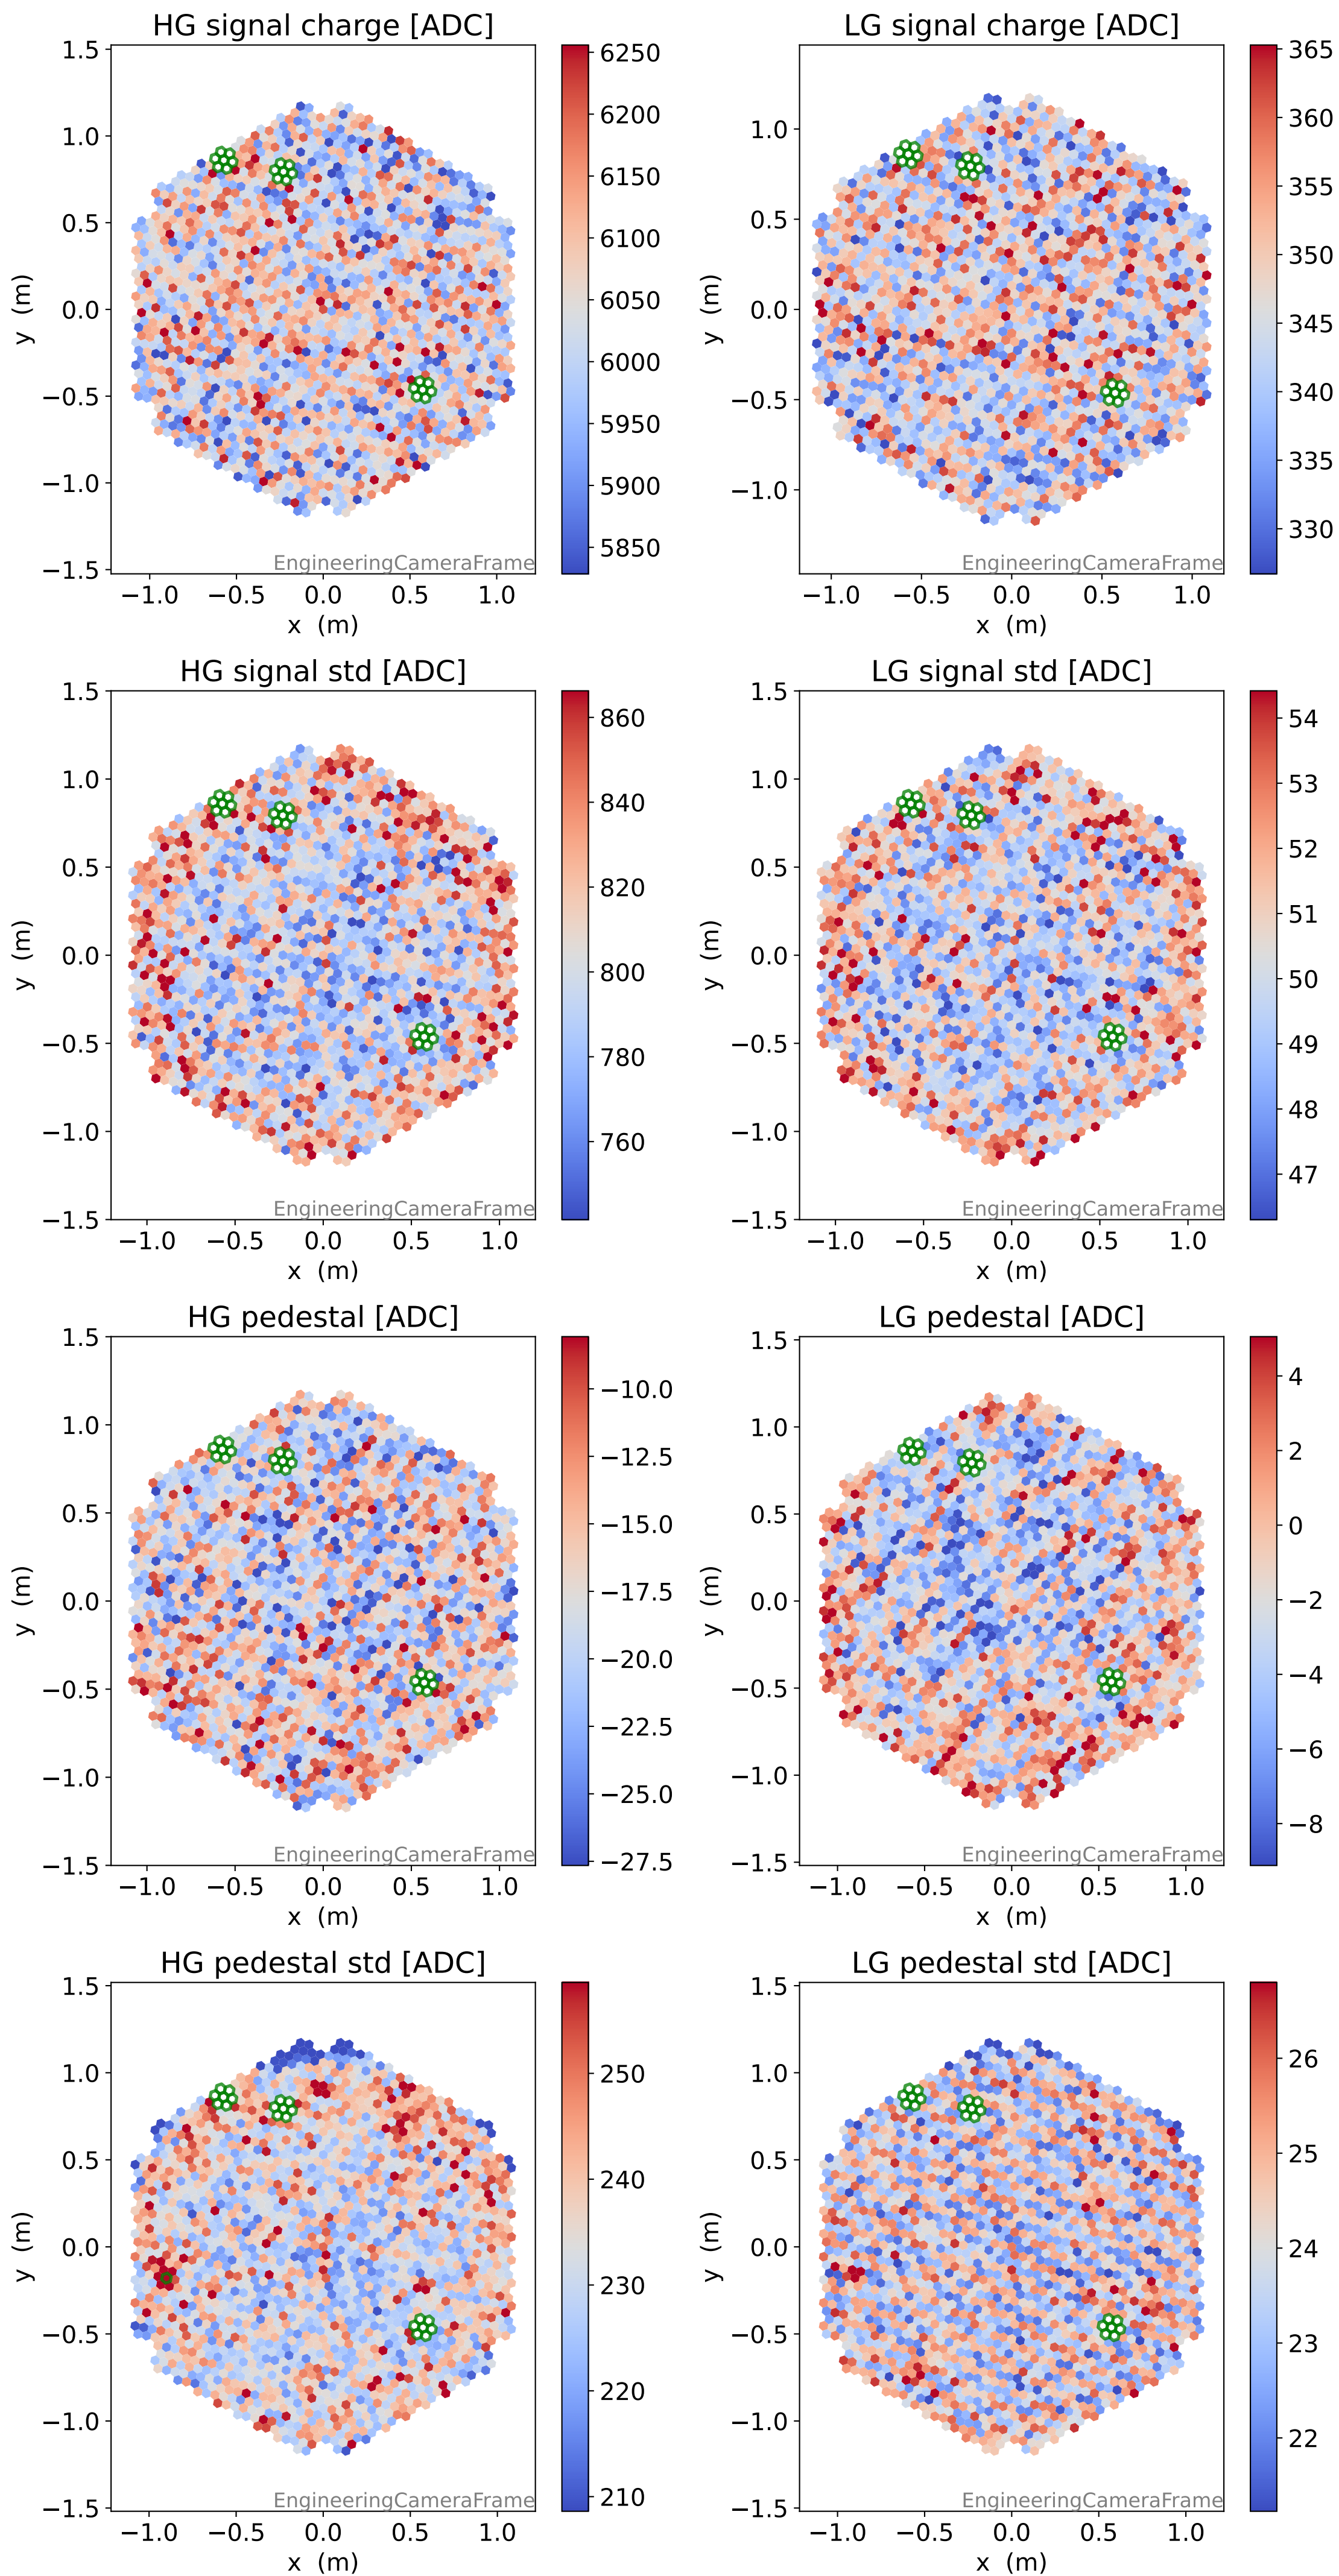 HG signal charge [ADC]
1.5
1.0
0.5
0.0
−0.5
−1.0
−1.5
y (m)
−1.0 −0.5 0.0 0.5 1.0
x (m)
EngineeringCameraFrame
6250
6200
6150
6100
6050
6000
5950
5900
5850
LG signal charge [ADC]
1.0
0.5
0.0
−0.5
−1.0
y (m)
−1.0 −0.5 0.0 0.5 1.0
x (m)
EngineeringCameraFrame
365
360
355
350
345
340
335
330
HG signal std [ADC]
1.5
1.0
0.5
0.0
−0.5
−1.0
−1.5
y (m)
−1.0 −0.5 0.0 0.5 1.0
x (m)
EngineeringCameraFrame
860
840
820
800
780
760
LG signal std [ADC]
1.5
1.0
0.5
0.0
−0.5
−1.0
−1.5
y (m)
−1.0 −0.5 0.0 0.5 1.0
x (m)
EngineeringCameraFrame
54
53
52
51
50
49
48
47
HG pedestal [ADC]
1.5
1.0
0.5
0.0
−0.5
−1.0
−1.5
y (m)
−1.0 −0.5 0.0 0.5 1.0
x (m)
EngineeringCameraFrame
−10.0
−12.5
−15.0
−17.5
−20.0
−22.5
−25.0
−27.5
LG pedestal [ADC]
1.5
1.0
0.5
0.0
−0.5
−1.0
−1.5
y (m)
−1.0 −0.5 0.0 0.5 1.0
x (m)
EngineeringCameraFrame
4
2
0
−2
−4
−6
−8
HG pedestal std [ADC]
1.5
1.0
0.5
0.0
−0.5
−1.0
−1.5
y (m)
−1.0 −0.5 0.0 0.5 1.0
x (m)
EngineeringCameraFrame
250
240
230
220
210
LG pedestal std [ADC]
1.5
1.0
0.5
0.0
−0.5
−1.0
−1.5
y (m)
−1.0 −0.5 0.0 0.5 1.0
x (m)
EngineeringCameraFrame
26
25
24
23
22